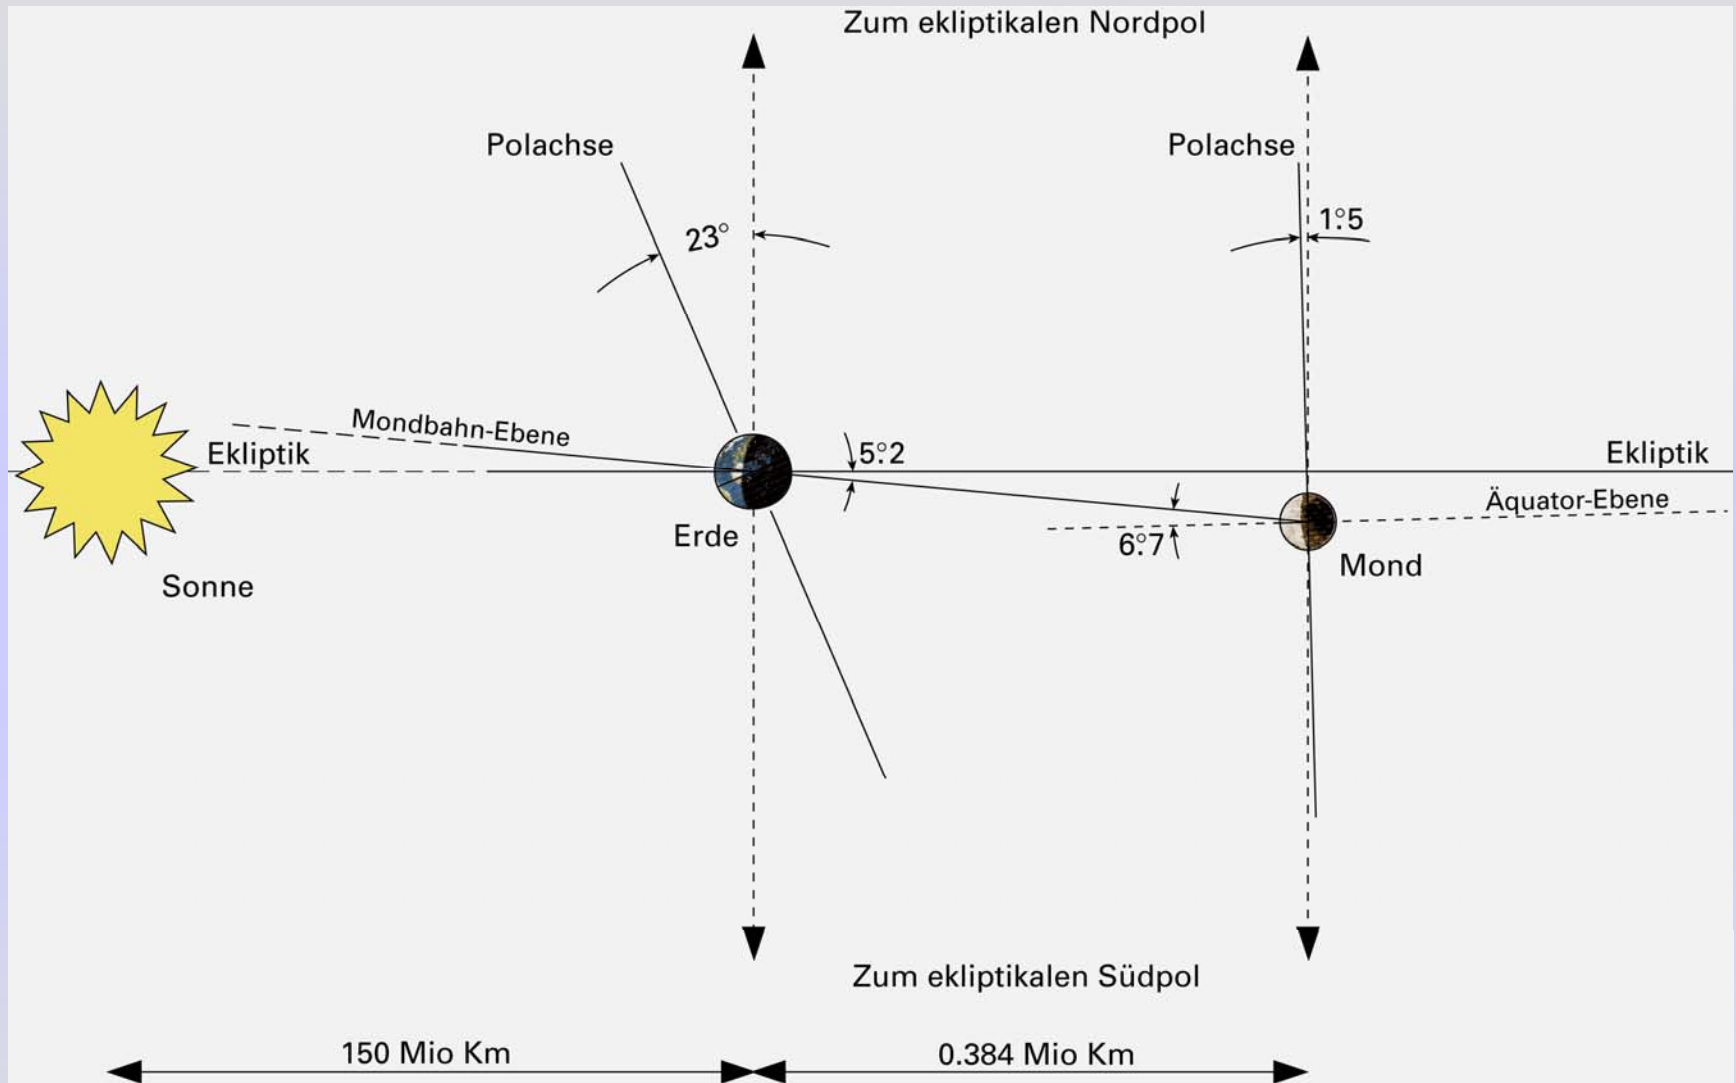 Zum ekliptikalen Nordpol
Polachse
Polachse
23°
1°.5
Mondbahn-Ebene
Ekliptik
5°.2
Ekliptik
Äquator-Ebene
Erde
6°.7
Mond
Sonne
Zum ekliptikalen Südpol
150 Mio Km
0.384 Mio Km